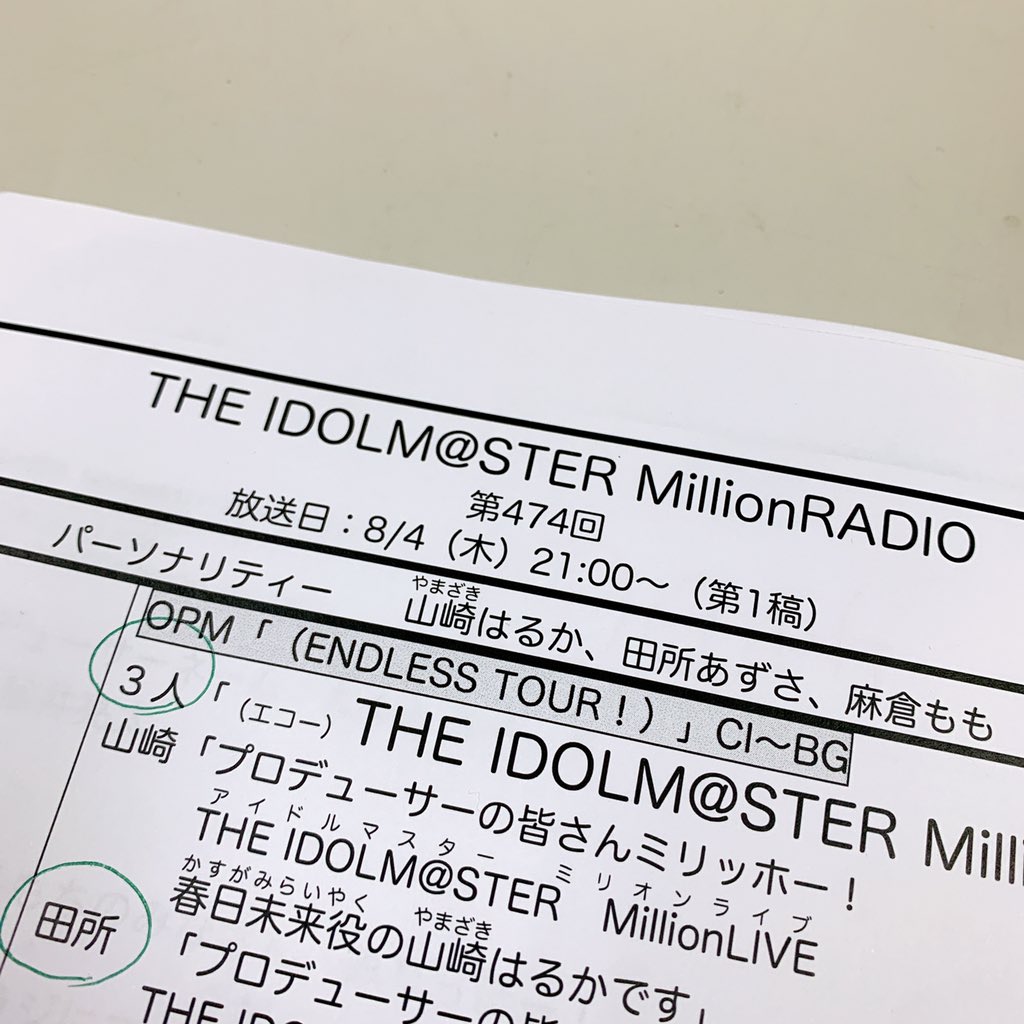 THE IDOLM@STER MillionRADIO
第474回
放送日：8/4（木）21:00〜（第1稿）
やまざき
パーソナリティー　山崎はるか、田所あずさ、麻倉もも
OPM「（ENDLESS TOUR！）」CI〜BG
3人「（エコー）THE IDOLM@STER Milli
山崎「プロデューサーの皆さんミリッホー！
アイドルマスター　ミリオンライブ
THE IDOLM@STER　MillionLIVE
かすがみらいやく　やまざき
春日未来役の山崎はるかです」
田所「プロデューサーの皆
THE IDO